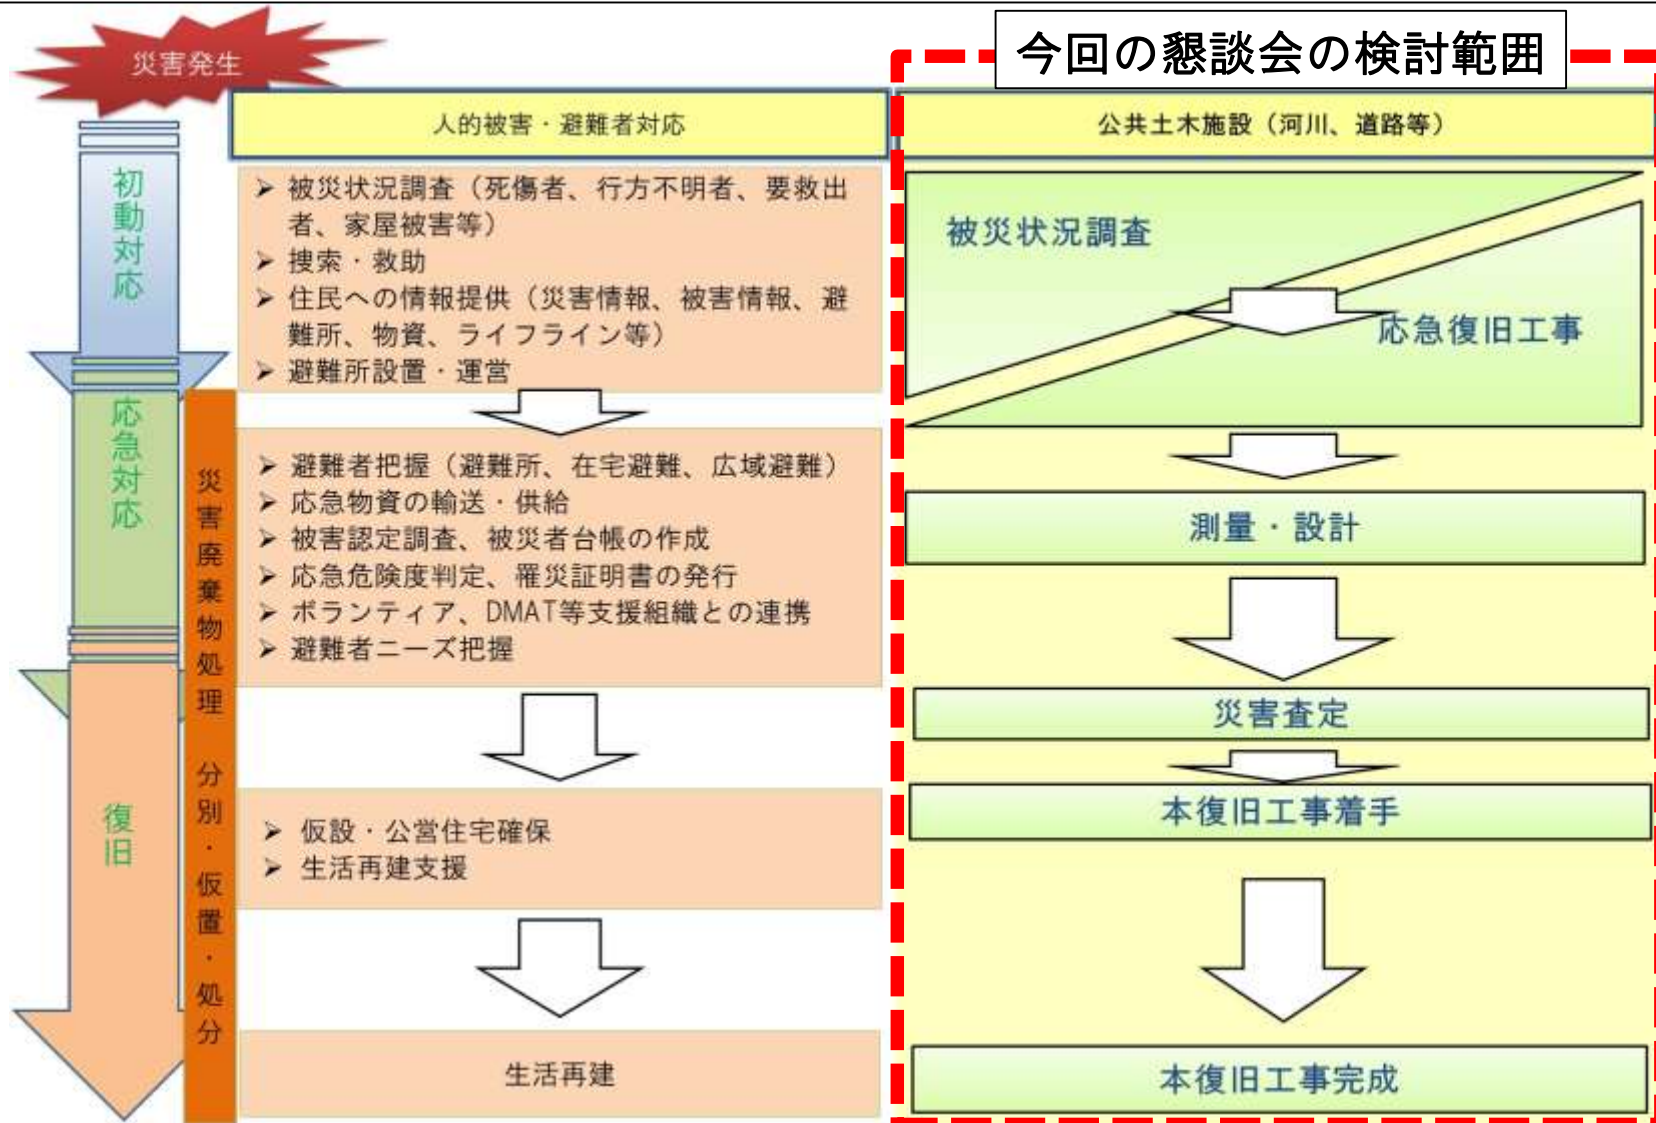 災害発生
今回の懇談会の検討範囲
人的被害・避難者対応
公共土木施設（河川、道路等）
初動対応
➢ 被災状況調査（死傷者、行方不明者、要救出
者、家屋被害等）
➢ 捜索・救助
➢ 住民への情報提供（災害情報、被害情報、避
難所、物資、ライフライン等）
➢ 避難所設置・運営
被災状況調査
応急復旧工事
応急対応
災害廃棄物処理 分別・仮置・処分
➢ 避難者把握（避難所、在宅避難、広域避難）
➢ 応急物資の輸送・供給
➢ 被害認定調査、被災者台帳の作成
➢ 応急危険度判定、罹災証明書の発行
➢ ボランティア、DMAT等支援組織との連携
➢ 避難者ニーズ把握
測量・設計
災害査定
復旧
➢ 仮設・公営住宅確保
➢ 生活再建支援
本復旧工事着手
生活再建
本復旧工事完成